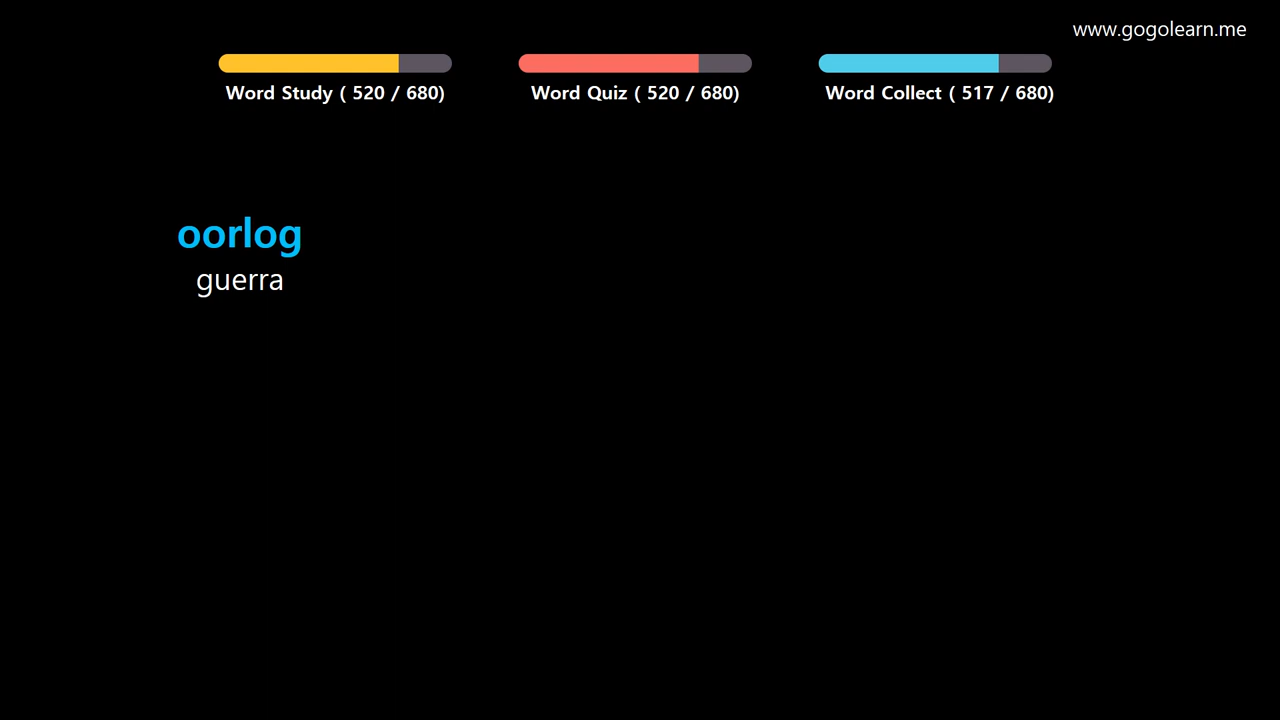 www.gogolearn.me
Word Study ( 520 / 680)
Word Quiz ( 520 / 680)
Word Collect ( 517 / 680)
oorlog
guerra